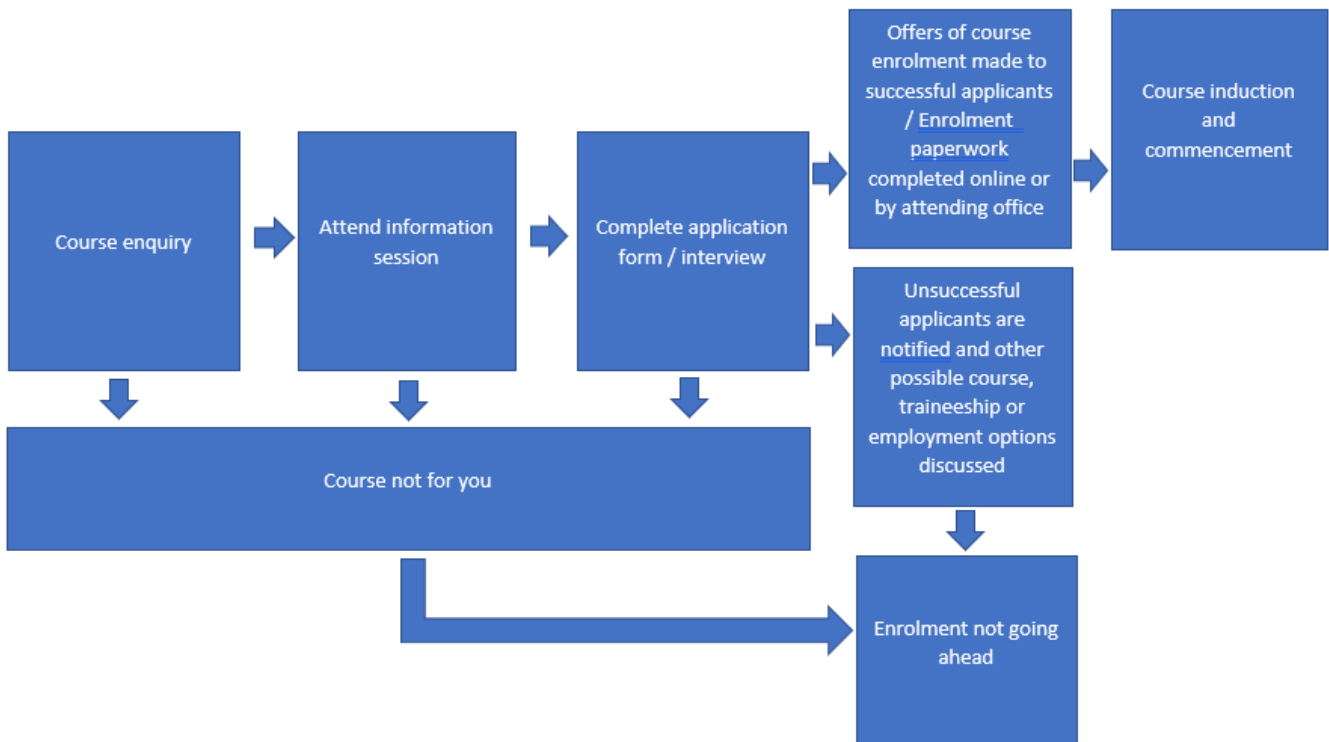 Course enquiry
Attend information
session
Complete application
form / interview
Offers of course
enrolment made to
successful applicants
/ Enrolment
paperwork
completed online or
by attending office
Course induction
and
commencement
Unsuccessful
applicants are
notified and other
possible course,
traineeship or
employment options
discussed
Course not for you
Enrolment not going
ahead